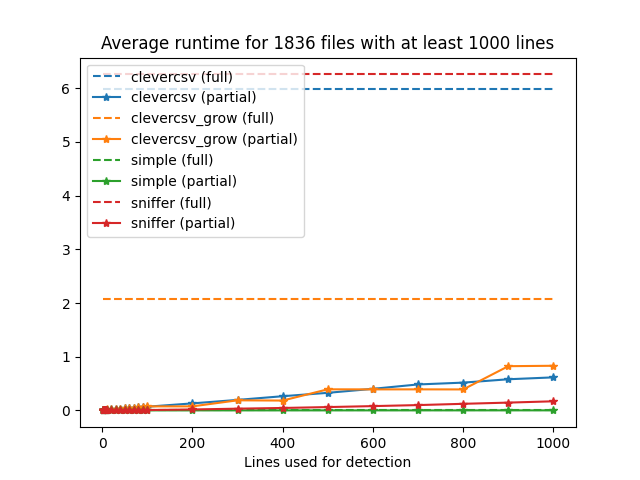 Average runtime for 1836 files with at least 1000 lines
clevercsv (full)
clevercsv (partial)
clevercsv_grow (full)
clevercsv_grow (partial)
simple (full)
simple (partial)
sniffer (full)
sniffer (partial)
6
5
4
3
2
1
0
0 200 400 600 800 1000
Lines used for detection